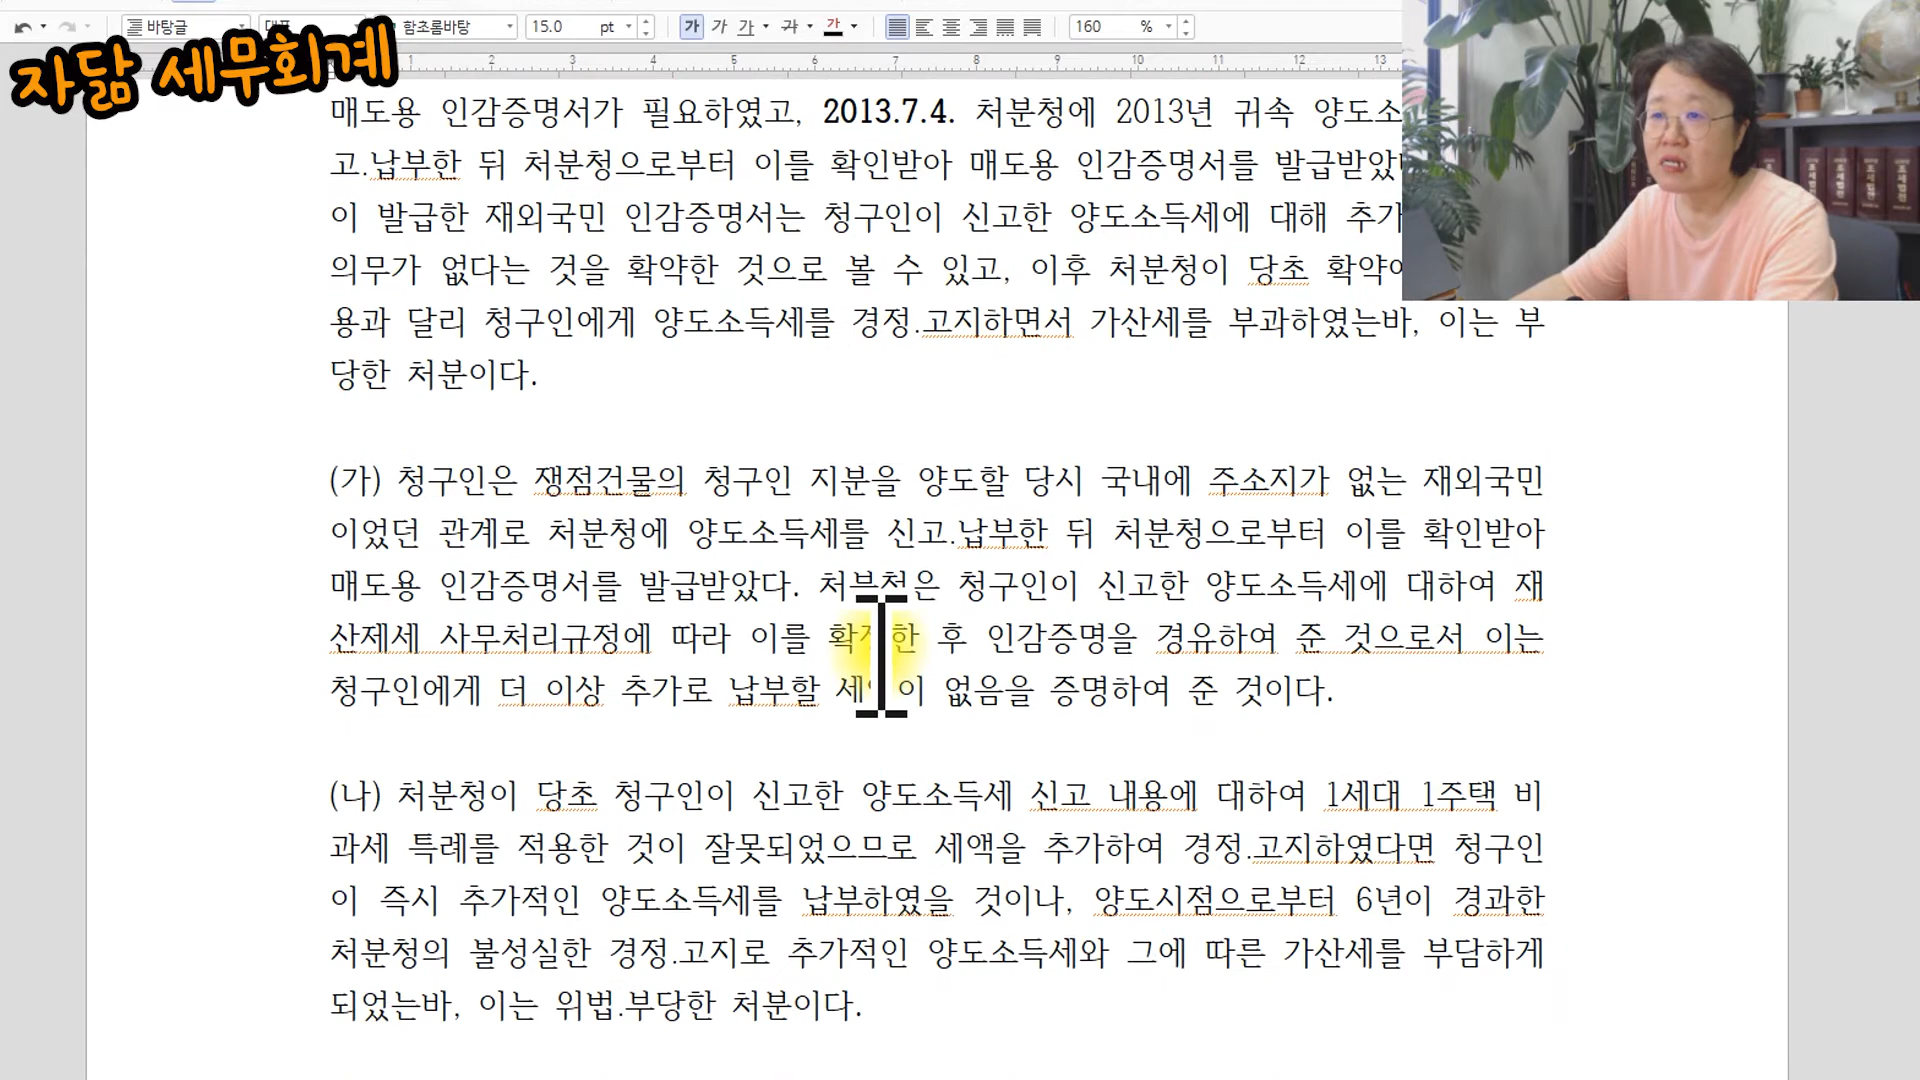 바탕글
함초롬바탕
15.0 pt
가 가 가 가 가
160 %
1 2 3 4 5 6 7 8 9 10 11 12 13
자닮 세무회계
매도용 인감증명서가 필요하였고, 2013.7.4. 처분청에 2013년 귀속 양도소
고.납부한 뒤 처분청으로부터 이를 확인받아 매도용 인감증명서를 발급받았
이 발급한 재외국민 인감증명서는 청구인이 신고한 양도소득세에 대해 추가
의무가 없다는 것을 확약한 것으로 볼 수 있고, 이후 처분청이 당초
용과 달리 청구인에게 양도소득세를 경정.고지하면서 가산세를 부과하였는바, 이는 부
당한 처분이다.
(가) 청구인은 쟁점건물의 청구인 지분을 양도할 당시 국내에 주소지가 없는 재외국민
이었던 관계로 처분청에 양도소득세를 신고.납부한 뒤 처분청으로부터 이를 확인받아
매도용 인감증명서를 발급받았다. 처분청은 청구인이 신고한 양도소득세에 대하여 재
산제세 사무처리규정에 따라 이를 확정한 후 인감증명을 경유하여 준 것으로서 이는
청구인에게 더 이상 추가로 납부할 세액이 없음을 증명하여 준 것이다.
(나) 처분청이 당초 청구인이 신고한 양도소득세 신고 내용에 대하여 1세대 1주택 비
과세 특례를 적용한 것이 잘못되었으므로 세액을 추가하여 경정.고지하였다면 청구인
이 즉시 추가적인 양도소득세를 납부하였을 것이나, 양도시점으로부터 6년이 경과한
처분청의 불성실한 경정.고지로 추가적인 양도소득세와 그에 따른 가산세를 부담하게
되었는바, 이는 위법.부당한 처분이다.